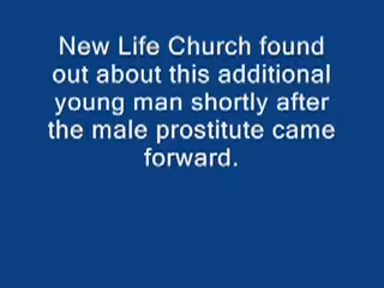 New Life Church found
out about this additional
young man shortly after
the male prostitute came
forward.